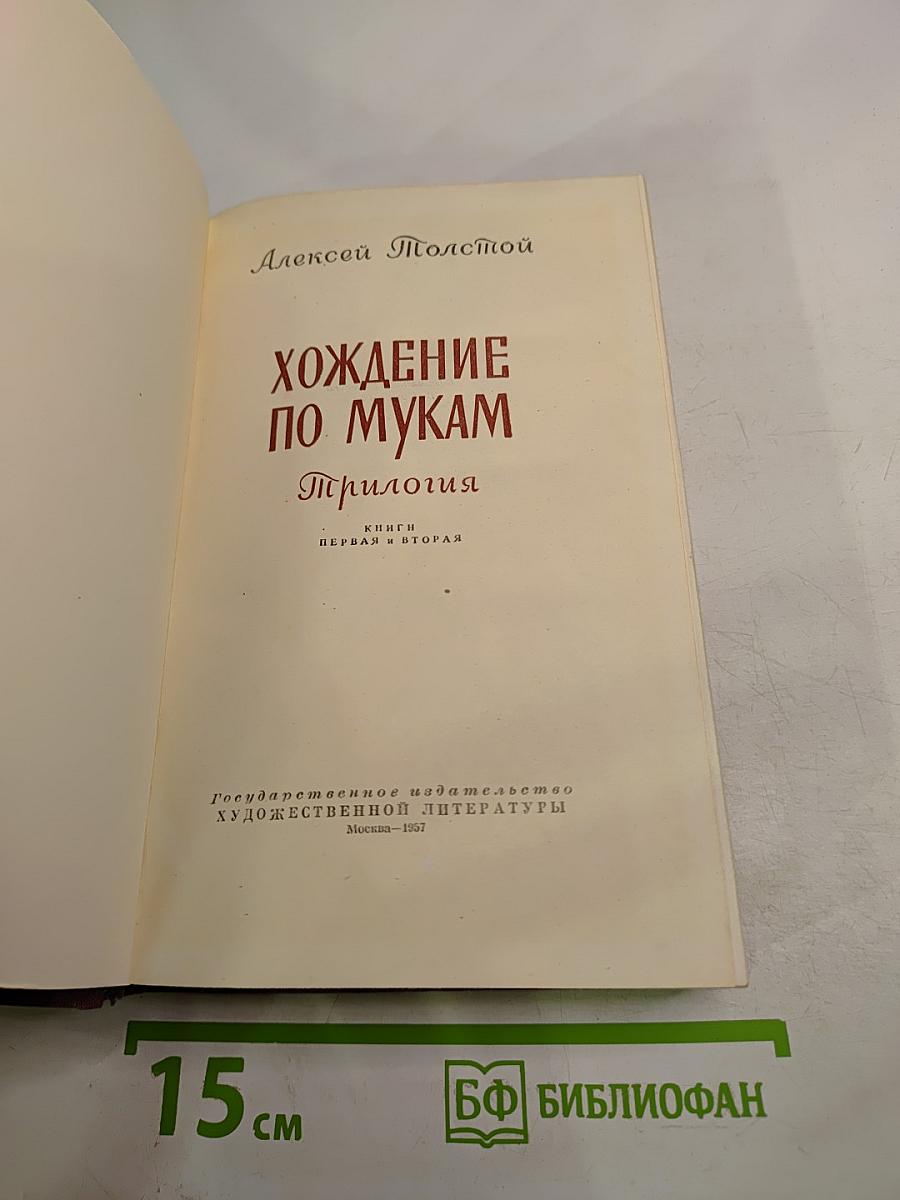 Алексей Толстой
ХОЖДЕНИЕ
ПО МУКАМ
Трилогия
КНИГИ
ПЕРВАЯ и ВТОРАЯ
Государственное издательство
ХУДОЖЕСТВЕННОЙ ЛИТЕРАТУРЫ
Москва—1957
15 см
БФ БИБЛИОФАН